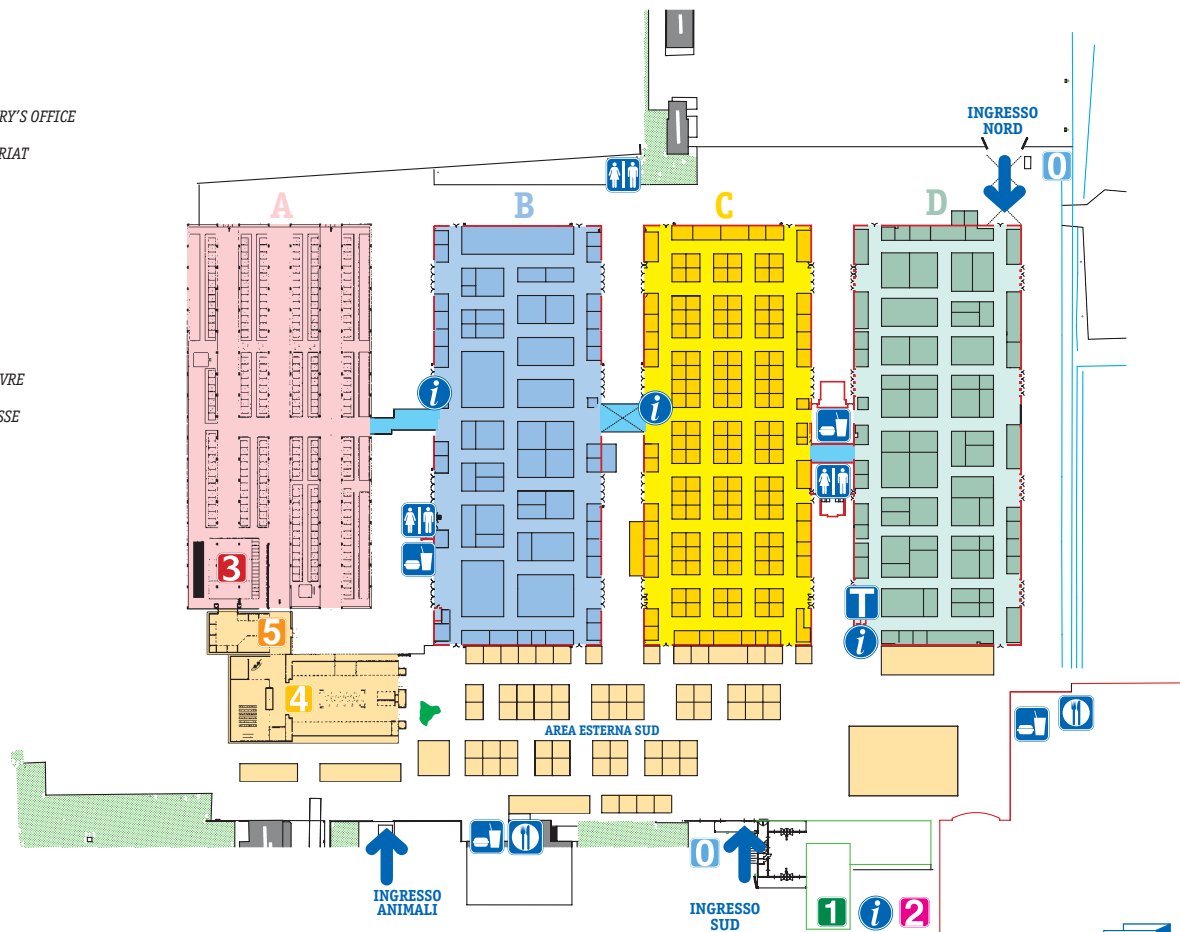 RY'S OFFICE
RIAT
VRE
SSE
INGRESSO
NORD
0
A
B
C
D
i
i
3
T
i
5
4
AREA ESTERNA SUD
0
INGRESSO
ANIMALI
INGRESSO
SUD
1
i
2